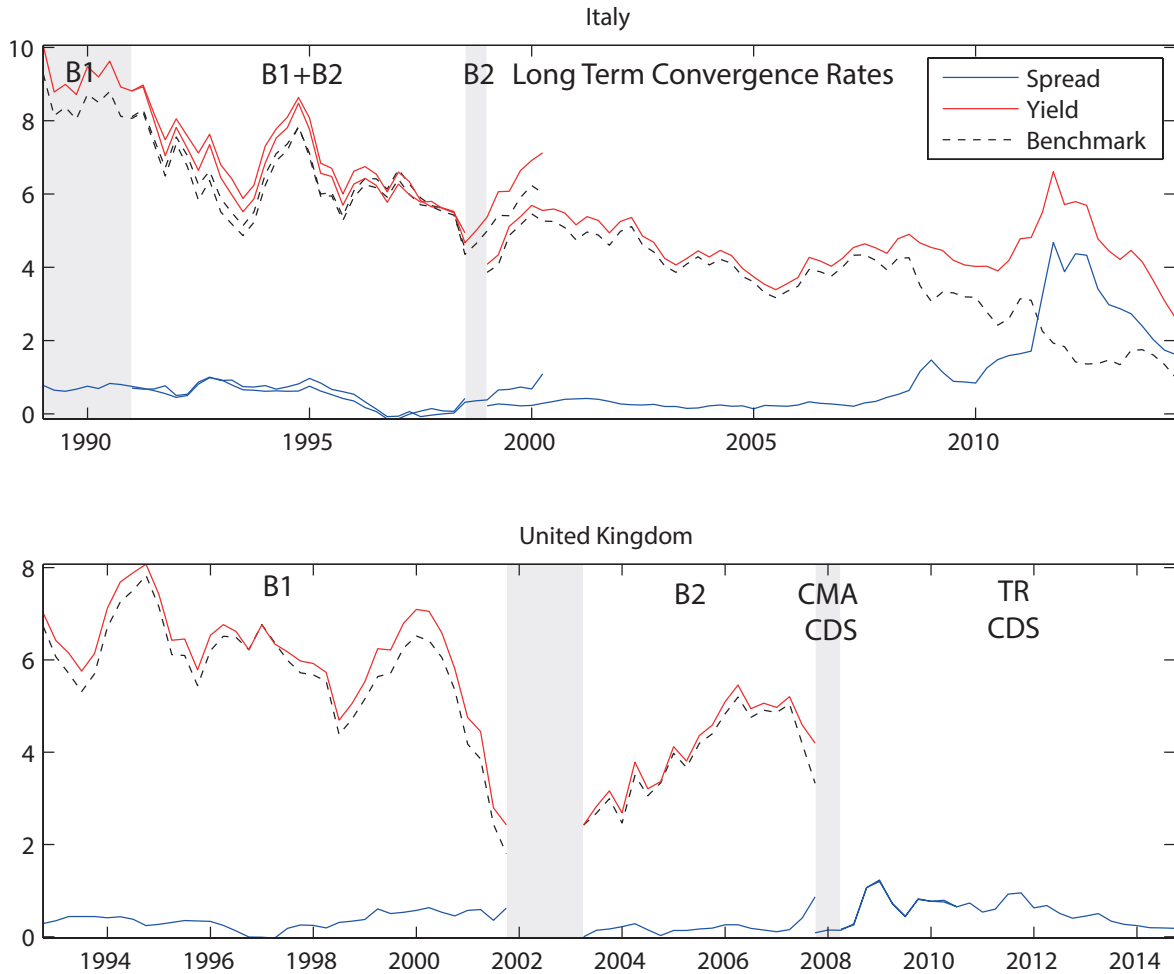 Italy
10
8
6
4
2
0
B1
B1+B2
B2
Long Term Convergence Rates
Spread
Yield
Benchmark
1990
1995
2000
2005
2010
United Kingdom
8
6
4
2
0
B1
B2
CMA
CDS
TR
CDS
1994
1996
1998
2000
2002
2004
2006
2008
2010
2012
2014